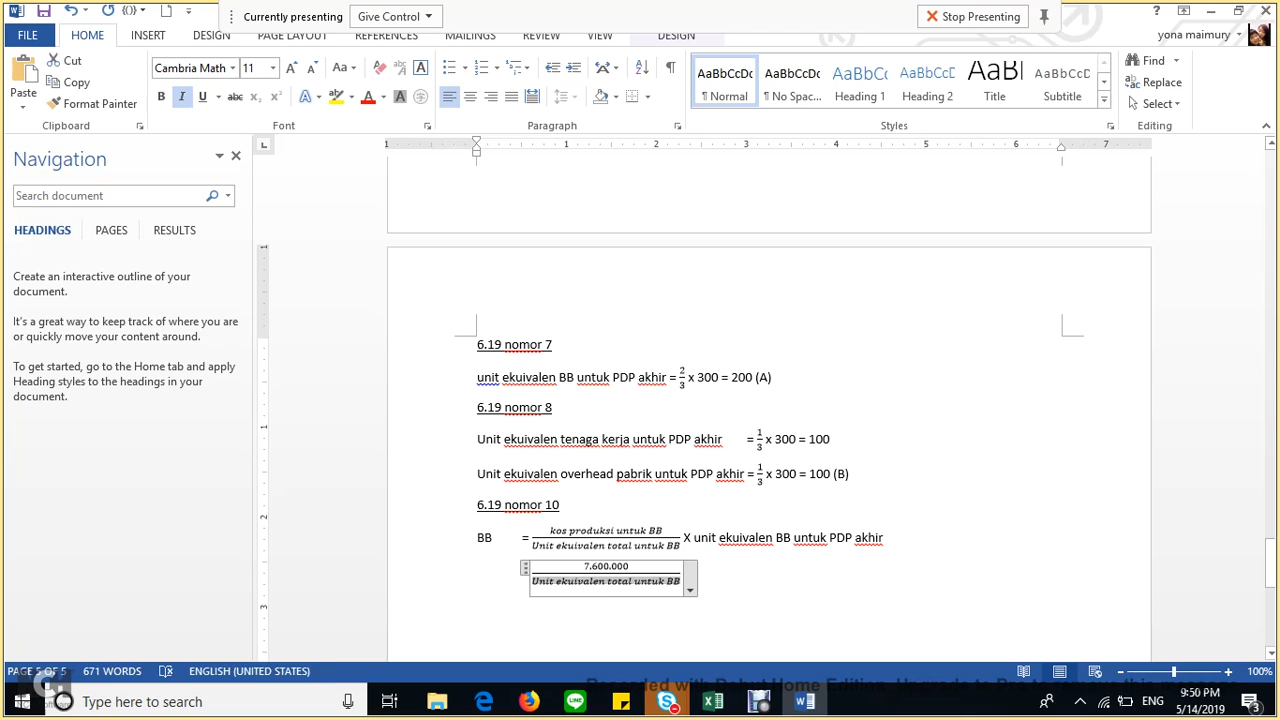 Currently presenting
Give Control
Stop Presenting
FILE
HOME
INSERT
DESIGN
PAGE LAYOUT
REFERENCES
MAILINGS
REVIEW
VIEW
DESIGN
yona maimury
Cut
Copy
Format Painter
Paste
Clipboard
Cambria Math
11
Font
Paragraph
AaBbCcDc
¶ Normal
AaBbCcDc
¶ No Spac...
AaBbCc
Heading 1
AaBbCcC
Heading 2
AaBl
Title
AaBbCcDc
Subtitle
Styles
Find
Replace
Select
Editing
Navigation
Search document
HEADINGS
PAGES
RESULTS
Create an interactive outline of your
document.
It's a great way to keep track of where you are
or quickly move your content around.
To get started, go to the Home tab and apply
Heading styles to the headings in your
document.
6.19 nomor 7
unit ekuivalen BB untuk PDP akhir = 2/3 x 300 = 200 (A)
6.19 nomor 8
Unit ekuivalen tenaga kerja untuk PDP akhir = 1/3 x 300 = 100
Unit ekuivalen overhead pabrik untuk PDP akhir = 1/3 x 300 = 100 (B)
6.19 nomor 10
BB = kos produksi untuk BB / Unit ekuivalen total untuk BB X unit ekuivalen BB untuk PDP akhir
7.600.000
Unit ekuivalen total untuk BB
PAGE 5 OF 5
671 WORDS
ENGLISH (UNITED STATES)
100%
Type here to search
ENG
9:50 PM
5/14/2019